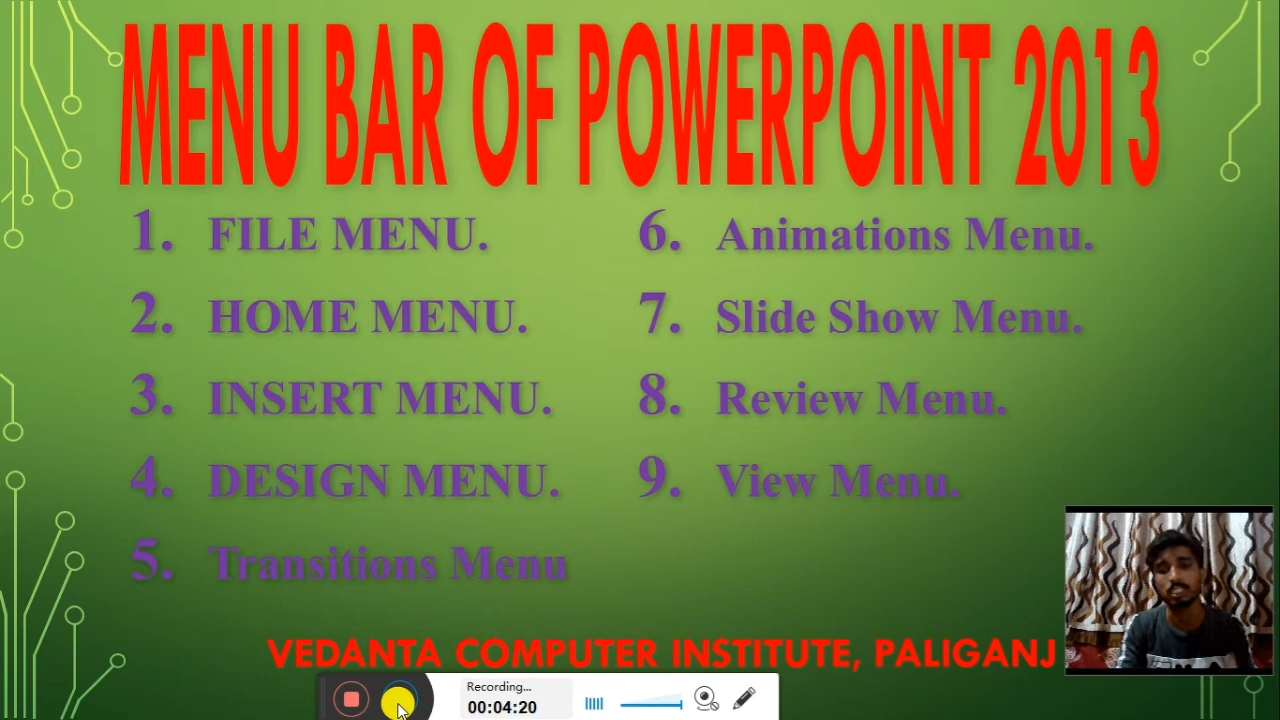 MENU BAR OF POWERPOINT 2013
1. FILE MENU.
2. HOME MENU.
3. INSERT MENU.
4. DESIGN MENU.
5. Transitions Menu
6. Animations Menu.
7. Slide Show Menu.
8. Review Menu.
9. View Menu.
VEDANTA COMPUTER INSTITUTE, PALIGANJ
Recording...
00:04:20